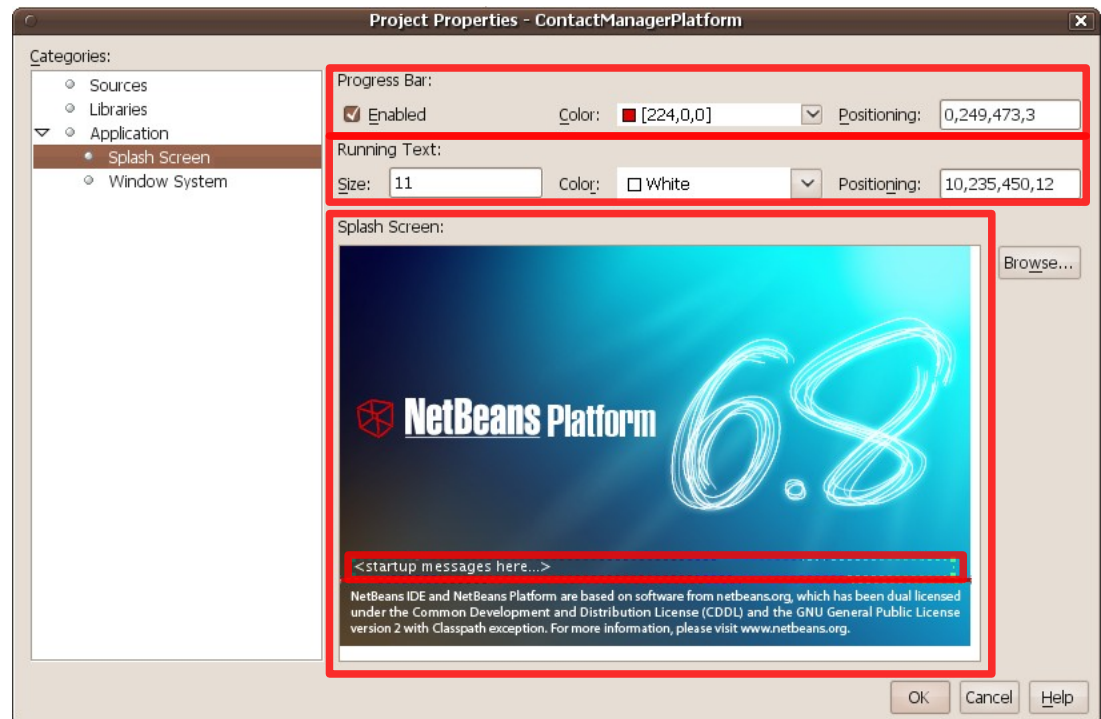 Project Properties - ContactManagerPlatform
Categories:
Sources
Libraries
Application
Splash Screen
Window System
Progress Bar:
Enabled Color: [224,0,0] Positioning: 0,249,473,3
Running Text:
Size: 11 Color: White Positioning: 10,235,450,12
Splash Screen:
Browse...
6.8
NetBeans Platform
<startup messages here...>
NetBeans IDE and NetBeans Platform are based on software from netbeans.org, which has been dual licensed
under the Common Development and Distribution License (CDDL) and the GNU General Public License
version 2 with Classpath exception. For more information, please visit www.netbeans.org.
OK Cancel Help